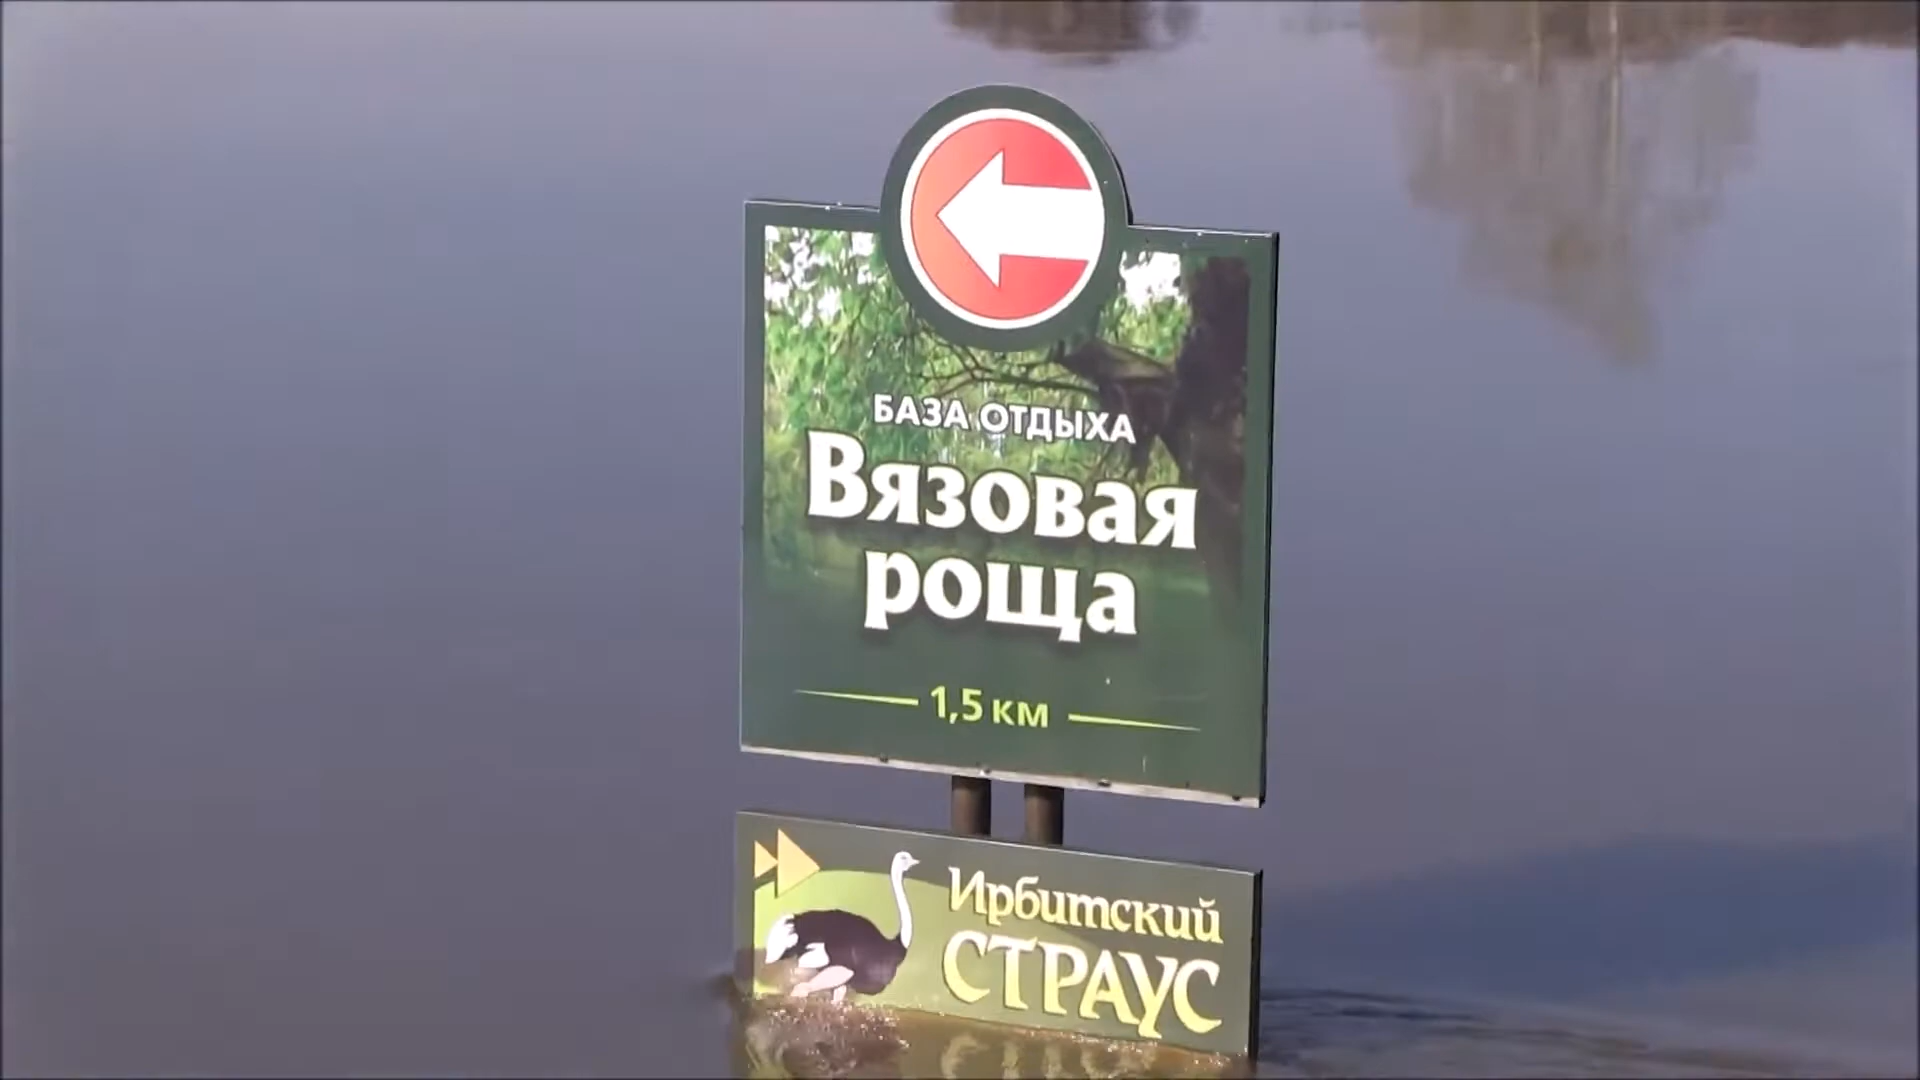 БАЗА ОТДЫХА
Вязовая
роща
1,5 км
Ирбитский
СТРАУС